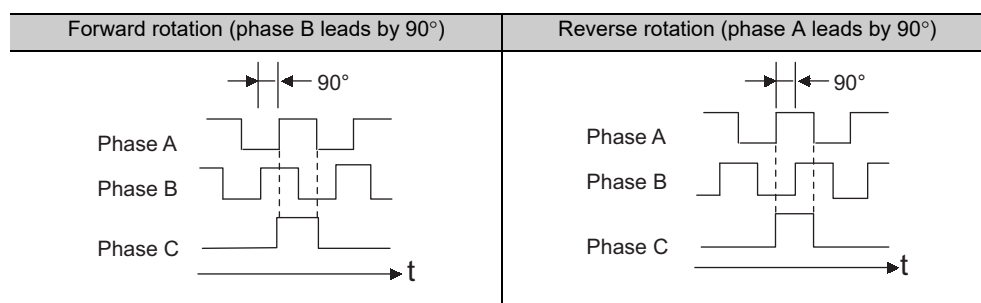 Forward rotation (phase B leads by 90°)
Reverse rotation (phase A leads by 90°)
90°
Phase A
Phase B
Phase C
t
90°
Phase A
Phase B
Phase C
t